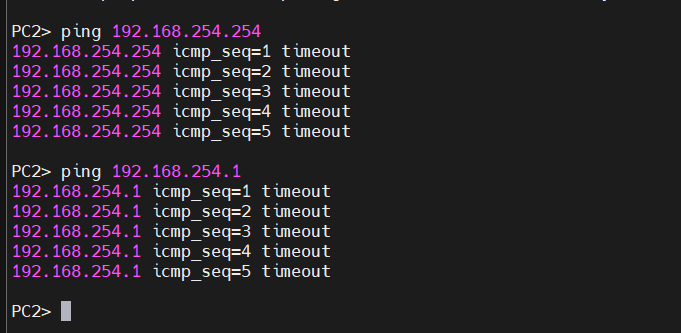 PC2> ping 192.168.254.254
192.168.254.254 icmp_seq=1 timeout
192.168.254.254 icmp_seq=2 timeout
192.168.254.254 icmp_seq=3 timeout
192.168.254.254 icmp_seq=4 timeout
192.168.254.254 icmp_seq=5 timeout
PC2> ping 192.168.254.1
192.168.254.1 icmp_seq=1 timeout
192.168.254.1 icmp_seq=2 timeout
192.168.254.1 icmp_seq=3 timeout
192.168.254.1 icmp_seq=4 timeout
192.168.254.1 icmp_seq=5 timeout
PC2>